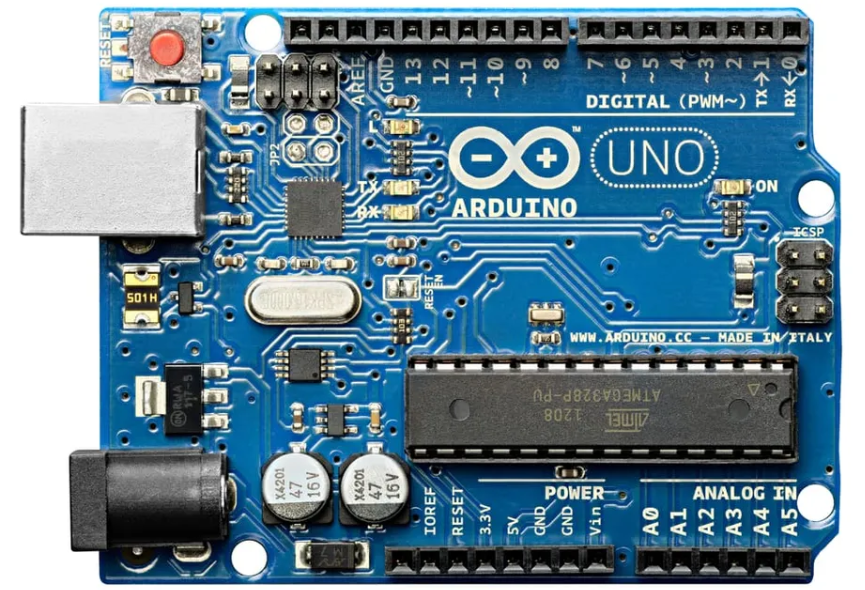 RESET
AREF
GND
13
12
~11
~10
~9
8
7
~6
~5
4
~3
2
TX→1
RX←0
DIGITAL (PWM~)
JP2
L
TX
RX
™
UNO
ARDUINO
ON
ICSP
501H
RESET EN
WWW.ARDUINO.CC – MADE IN ITALY
ATMEGA328P-PU
1208
ATMEL
X4201
47
16V
X4201
47
16V
POWER
ANALOG IN
IOREF
RESET
3.3V
5V
GND
GND
Vin
A0
A1
A2
A3
A4
A5